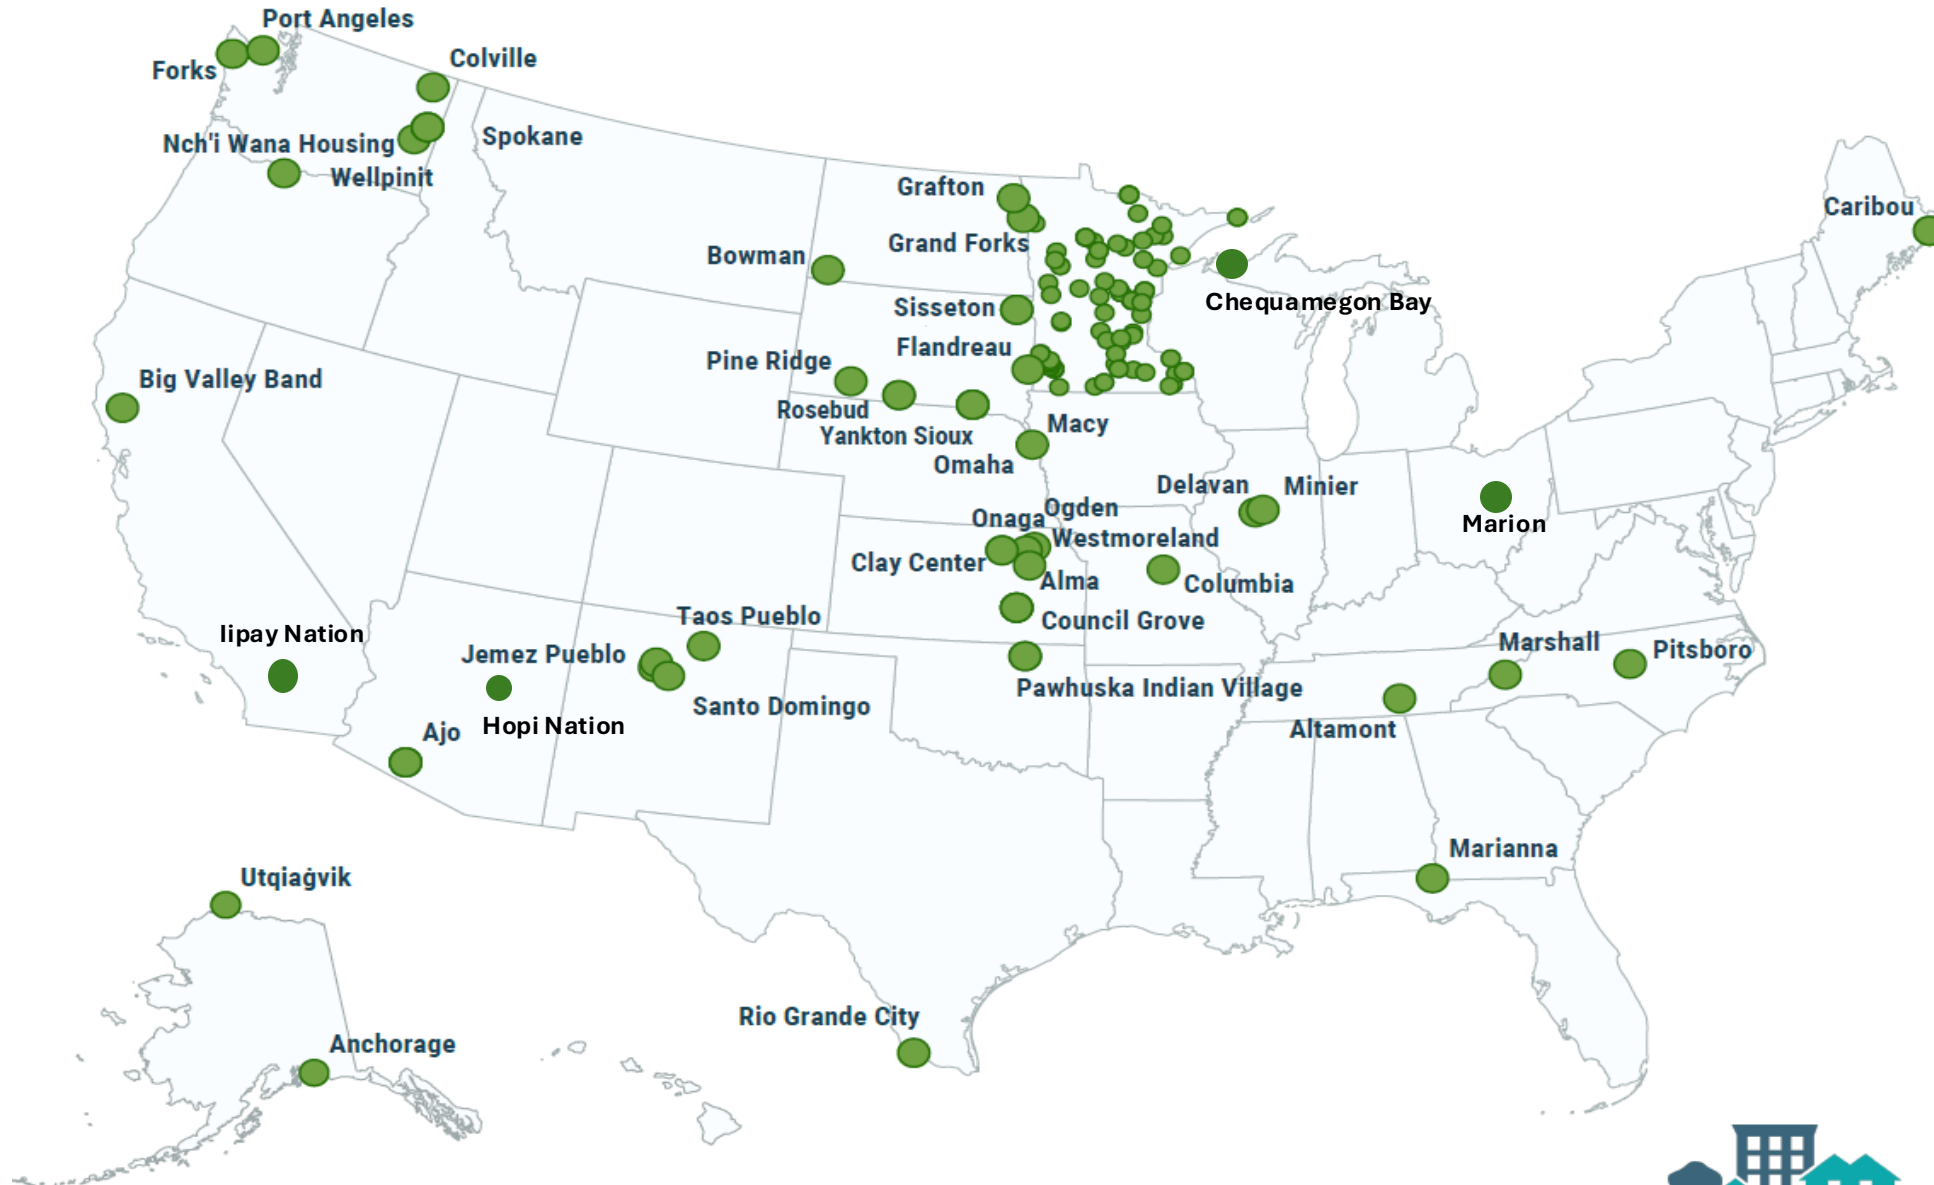 Port Angeles
Forks
Colville
Nch'i Wana Housing
Spokane
Wellpinit
Grafton
Caribou
Grand Forks
Bowman
Chequamegon Bay
Sisseton
Flandreau
Pine Ridge
Big Valley Band
Rosebud
Yankton Sioux
Macy
Omaha
Delavan
Minier
Ogden
Onaga
Marion
Westmoreland
Clay Center
Alma
Columbia
Council Grove
Taos Pueblo
Iipay Nation
Jemez Pueblo
Marshall
Pitsboro
Pawhuska Indian Village
Santo Domingo
Hopi Nation
Ajo
Altamont
Marianna
Utqiaġvik
Rio Grande City
Anchorage